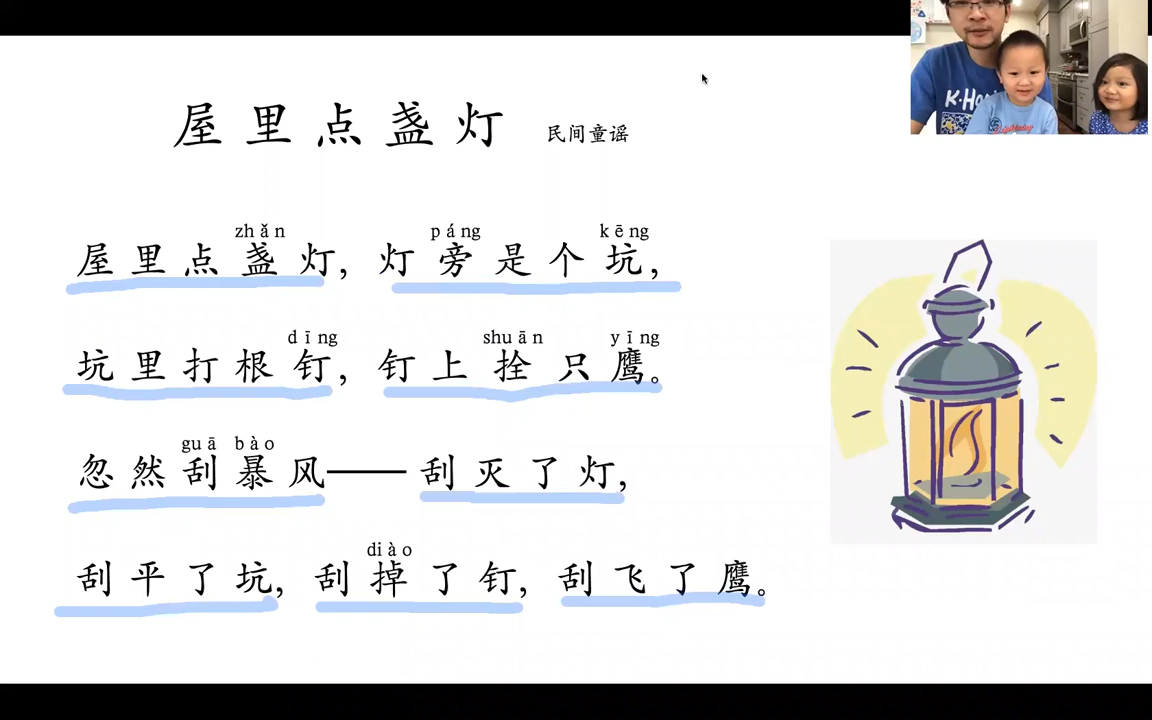 屋里点盏灯 民间童谣
zhǎn páng kēng
屋里点盏灯，灯旁是个坑，
dīng shuān yīng
坑里打根钉，钉上拴只鹰。
guā bào
忽然刮暴风——刮灭了灯，
diào
刮平了坑，刮掉了钉，刮飞了鹰。